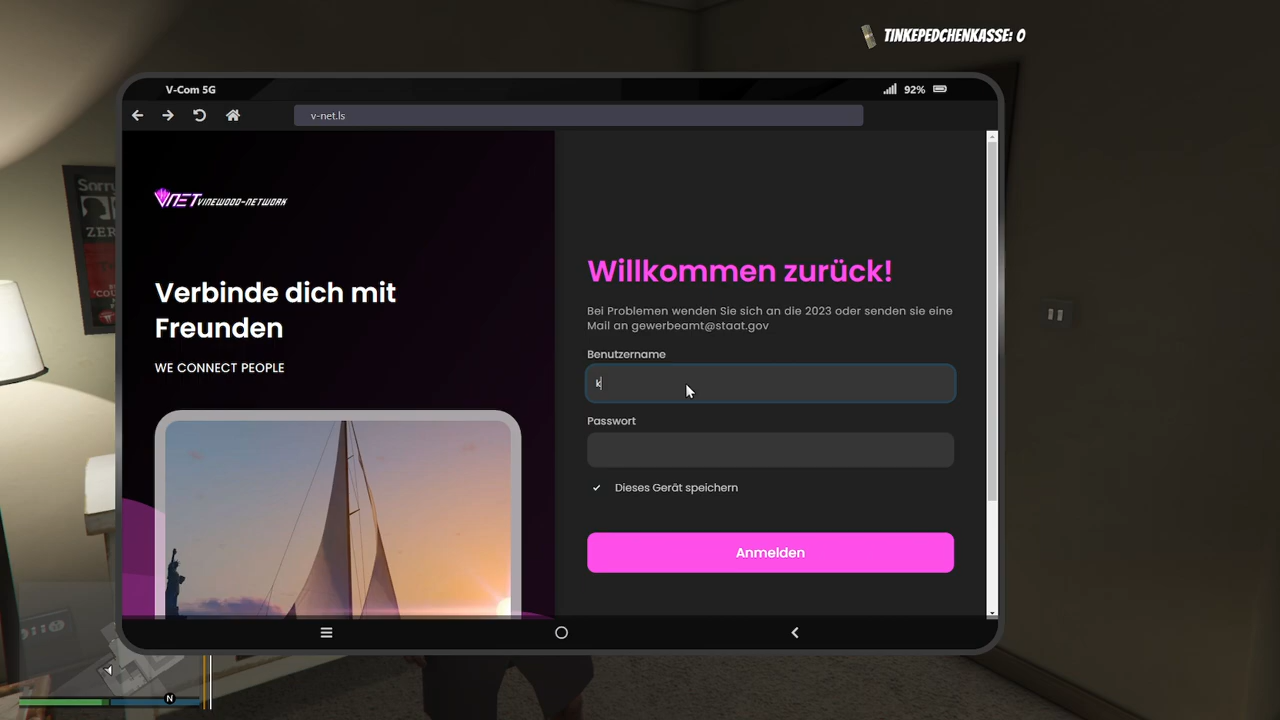 TINKEPEDCHENKASSE: 0
V-Com 5G
92%
v-net.ls
VNET VINEWOOD-NETWORK
Verbinde dich mit
Freunden
WE CONNECT PEOPLE
Willkommen zurück!
Bei Problemen wenden Sie sich an die 2023 oder senden sie eine
Mail an gewerbeamt@staat.gov
Benutzername
k
Passwort
Dieses Gerät speichern
Anmelden
Sorry
ZER
N